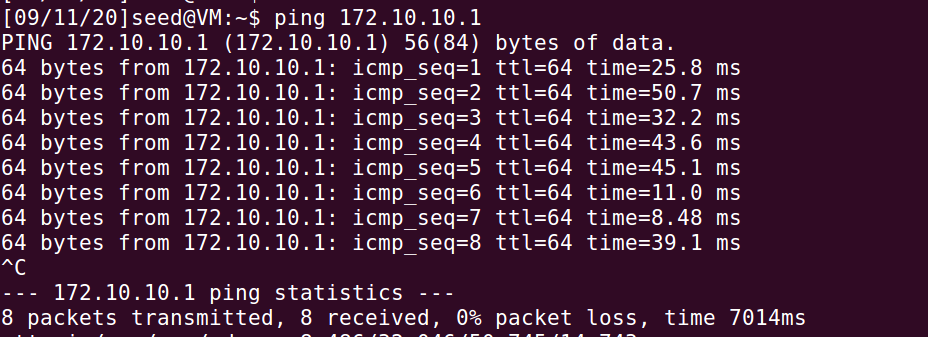 [09/11/20]seed@VM:~$ ping 172.10.10.1
PING 172.10.10.1 (172.10.10.1) 56(84) bytes of data.
64 bytes from 172.10.10.1: icmp_seq=1 ttl=64 time=25.8 ms
64 bytes from 172.10.10.1: icmp_seq=2 ttl=64 time=50.7 ms
64 bytes from 172.10.10.1: icmp_seq=3 ttl=64 time=32.2 ms
64 bytes from 172.10.10.1: icmp_seq=4 ttl=64 time=43.6 ms
64 bytes from 172.10.10.1: icmp_seq=5 ttl=64 time=45.1 ms
64 bytes from 172.10.10.1: icmp_seq=6 ttl=64 time=11.0 ms
64 bytes from 172.10.10.1: icmp_seq=7 ttl=64 time=8.48 ms
64 bytes from 172.10.10.1: icmp_seq=8 ttl=64 time=39.1 ms
^C
--- 172.10.10.1 ping statistics ---
8 packets transmitted, 8 received, 0% packet loss, time 7014ms